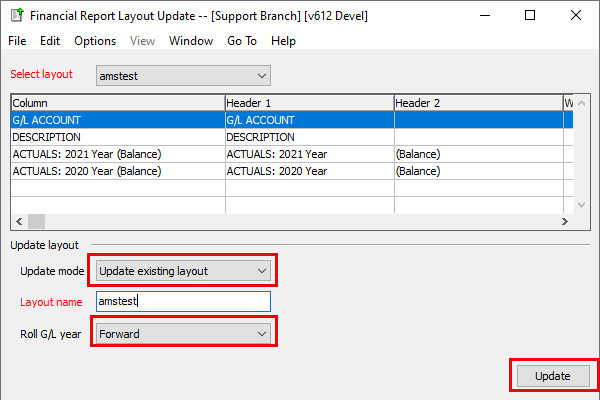 Financial Report Layout Update -- [Support Branch] [v612 Devel]
File Edit Options View Window Go To Help
Select layout amstest
Column Header 1 Header 2 W
G/L ACCOUNT G/L ACCOUNT
DESCRIPTION DESCRIPTION
ACTUALS: 2021 Year (Balance) ACTUALS: 2021 Year (Balance)
ACTUALS: 2020 Year (Balance) ACTUALS: 2020 Year (Balance)
Update layout
Update mode Update existing layout
Layout name amstest
Roll G/L year Forward
Update